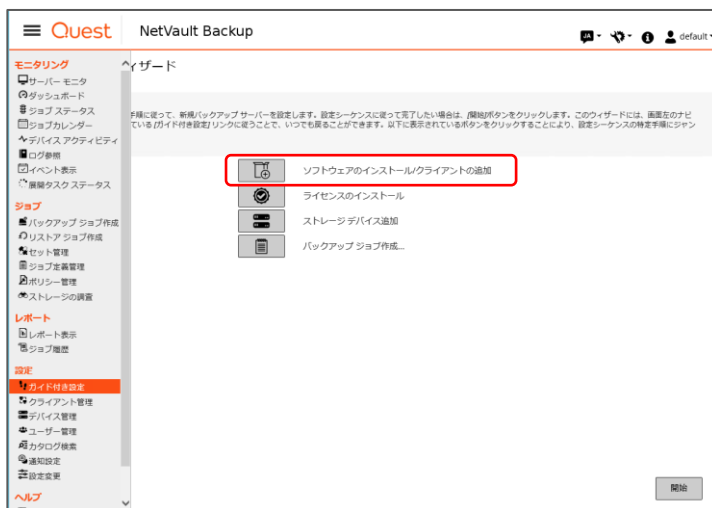 Quest
NetVault Backup
JA
default
モニタリング
サーバー モニタ
ダッシュボード
ジョブ ステータス
ジョブカレンダー
デバイス アクティビティ
ログ参照
イベント表示
展開タスク ステータス
ジョブ
バックアップ ジョブ作成
リストア ジョブ作成
セット管理
ジョブ定義管理
ポリシー管理
ストレージの調査
レポート
レポート表示
ジョブ履歴
設定
ガイド付き設定
クライアント管理
デバイス管理
ユーザー管理
カタログ検索
通知設定
設定変更
ヘルプ
ィザード
手順に従って、新規バックアップ サーバーを設定します。設定シーケンスに従って完了したい場合は、[開始]ボタンをクリックします。このウィザードには、画面左のナビ
ている[ガイド付き設定]リンクに従うことで、いつでも戻ることができます。以下に表示されているボタンをクリックすることにより、設定シーケンスの特定手順にジャン
ソフトウェアのインストール/クライアントの追加
ライセンスのインストール
ストレージデバイス追加
バックアップ ジョブ作成...
開始